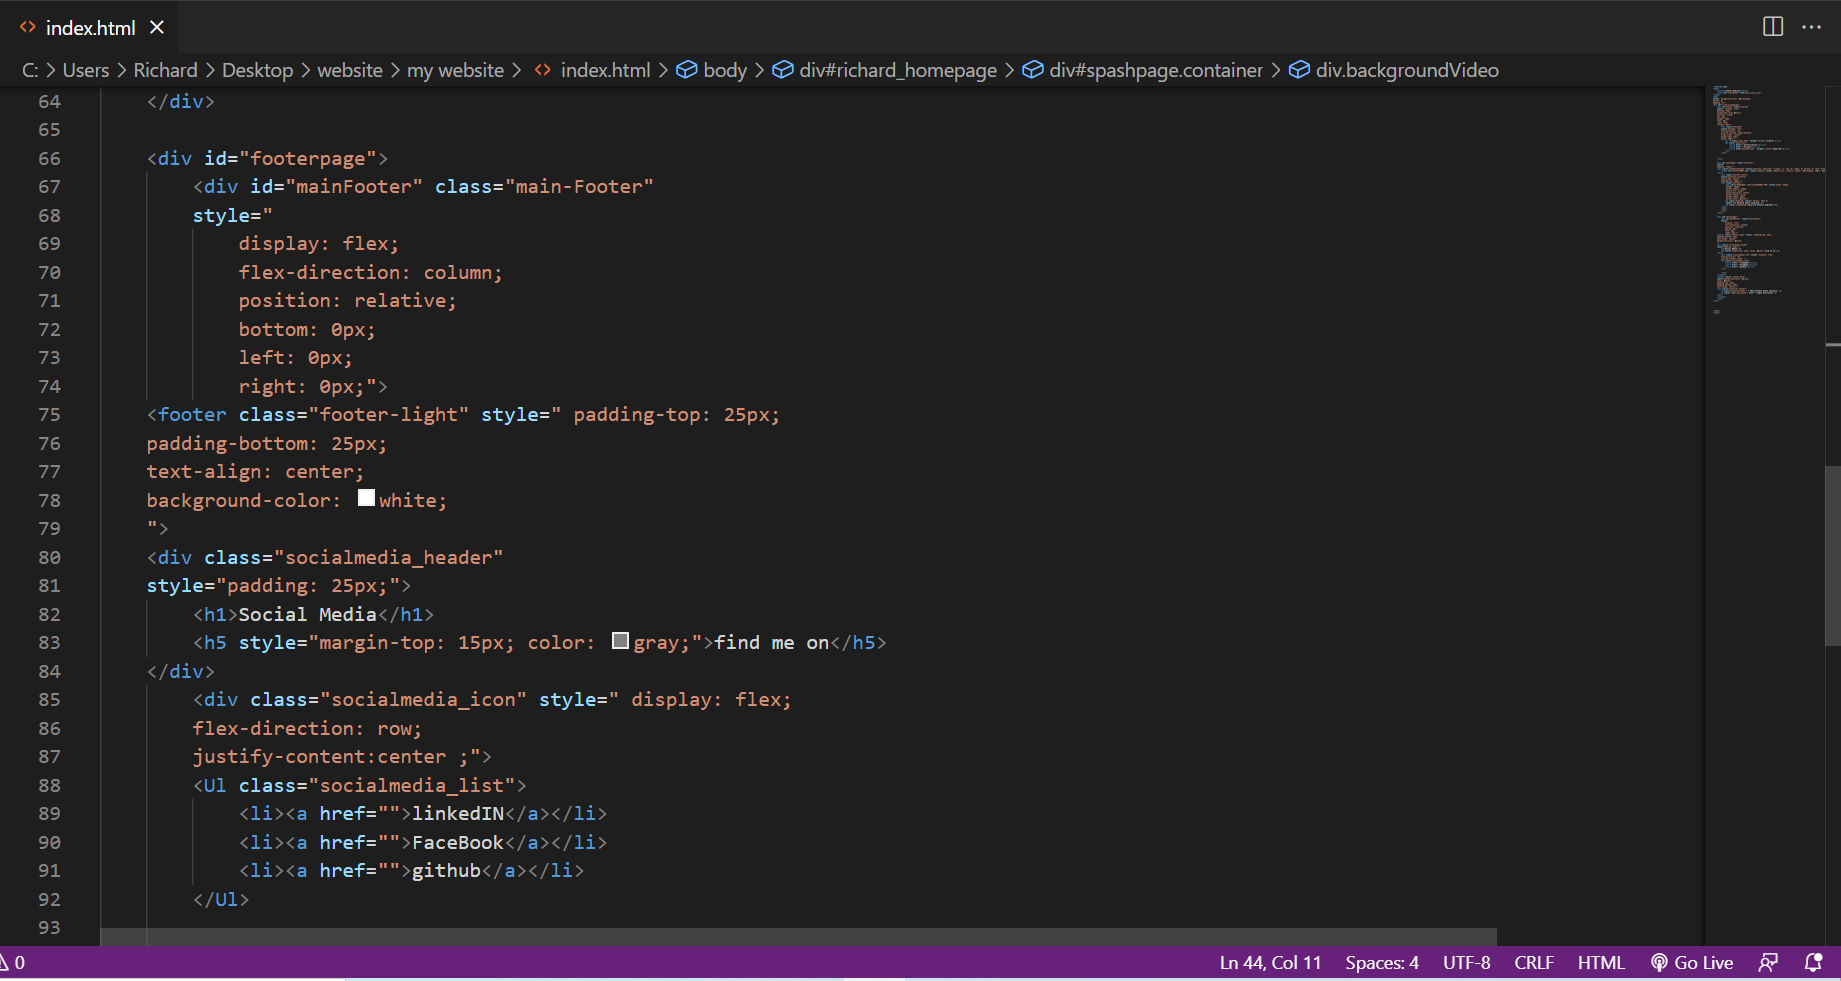 index.html
C: > Users > Richard > Desktop > website > my website > index.html > body > div#richard_homepage > div#spashpage.container > div.backgroundVideo
64 </div>
65
66 <div id="footerpage">
67 <div id="mainFooter" class="main-Footer"
68 style="
69 display: flex;
70 flex-direction: column;
71 position: relative;
72 bottom: 0px;
73 left: 0px;
74 right: 0px;">
75 <footer class="footer-light" style=" padding-top: 25px;
76 padding-bottom: 25px;
77 text-align: center;
78 background-color: white;
79 ">
80 <div class="socialmedia_header"
81 style="padding: 25px;">
82 <h1>Social Media</h1>
83 <h5 style="margin-top: 15px; color: gray;">find me on</h5>
84 </div>
85 <div class="socialmedia_icon" style=" display: flex;
86 flex-direction: row;
87 justify-content:center ;">
88 <Ul class="socialmedia_list">
89 <li><a href="">linkedIN</a></li>
90 <li><a href="">FaceBook</a></li>
91 <li><a href="">github</a></li>
92 </Ul>
93
0 Ln 44, Col 11 Spaces: 4 UTF-8 CRLF HTML Go Live